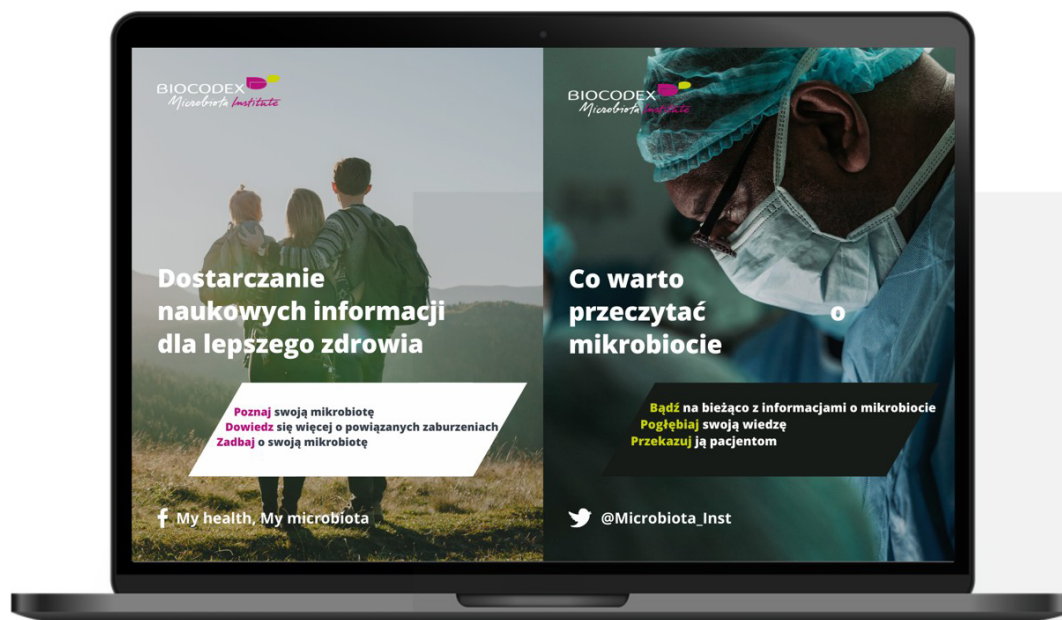 BIOCODEX
Microbiota Institute
Dostarczanie
naukowych informacji
dla lepszego zdrowia
Poznaj swoją mikrobiotę
Dowiedz się więcej o powiązanych zaburzeniach
Zadbaj o swoją mikrobiotę
My health, My microbiota
BIOCODEX
Microbiota Institute
Co warto
przeczytać o
mikrobiocie
Bądź na bieżąco z informacjami o mikrobiocie
Pogłębiaj swoją wiedzę
Przekazuj ją pacjentom
@Microbiota_Inst